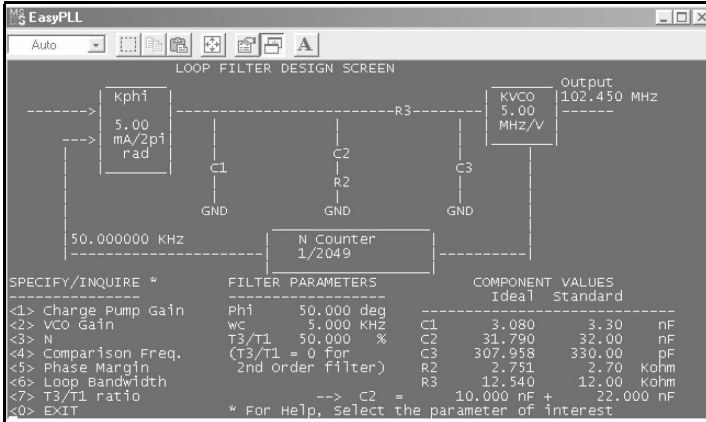 EasyPLL
Auto
A
LOOP FILTER DESIGN SCREEN
Output
Kphi KVCO 102.450 MHz
R3 5.00
5.00 MHz/V
mA/2pi
rad C2
C1 C3
R2
GND GND GND
50.000000 KHz N Counter
1/2049
SPECIFY/INQUIRE * FILTER PARAMETERS COMPONENT VALUES
Ideal Standard
<1> Charge Pump Gain Phi 50.000 deg
<2> VCO Gain wc 5.000 KHz C1 3.080 3.30 nF
<3> N T3/T1 50.000 % C2 31.790 32.00 nF
<4> Comparison Freq. (T3/T1 = 0 for C3 307.958 330.00 pF
<5> Phase Margin 2nd Order filter) R2 2.751 2.70 Kohm
<6> Loop Bandwidth R3 12.540 12.00 Kohm
<7> T3/T1 ratio --> C2 = 10.000 nF + 22.000 nF
<0> EXIT * For Help, Select the parameter of interest